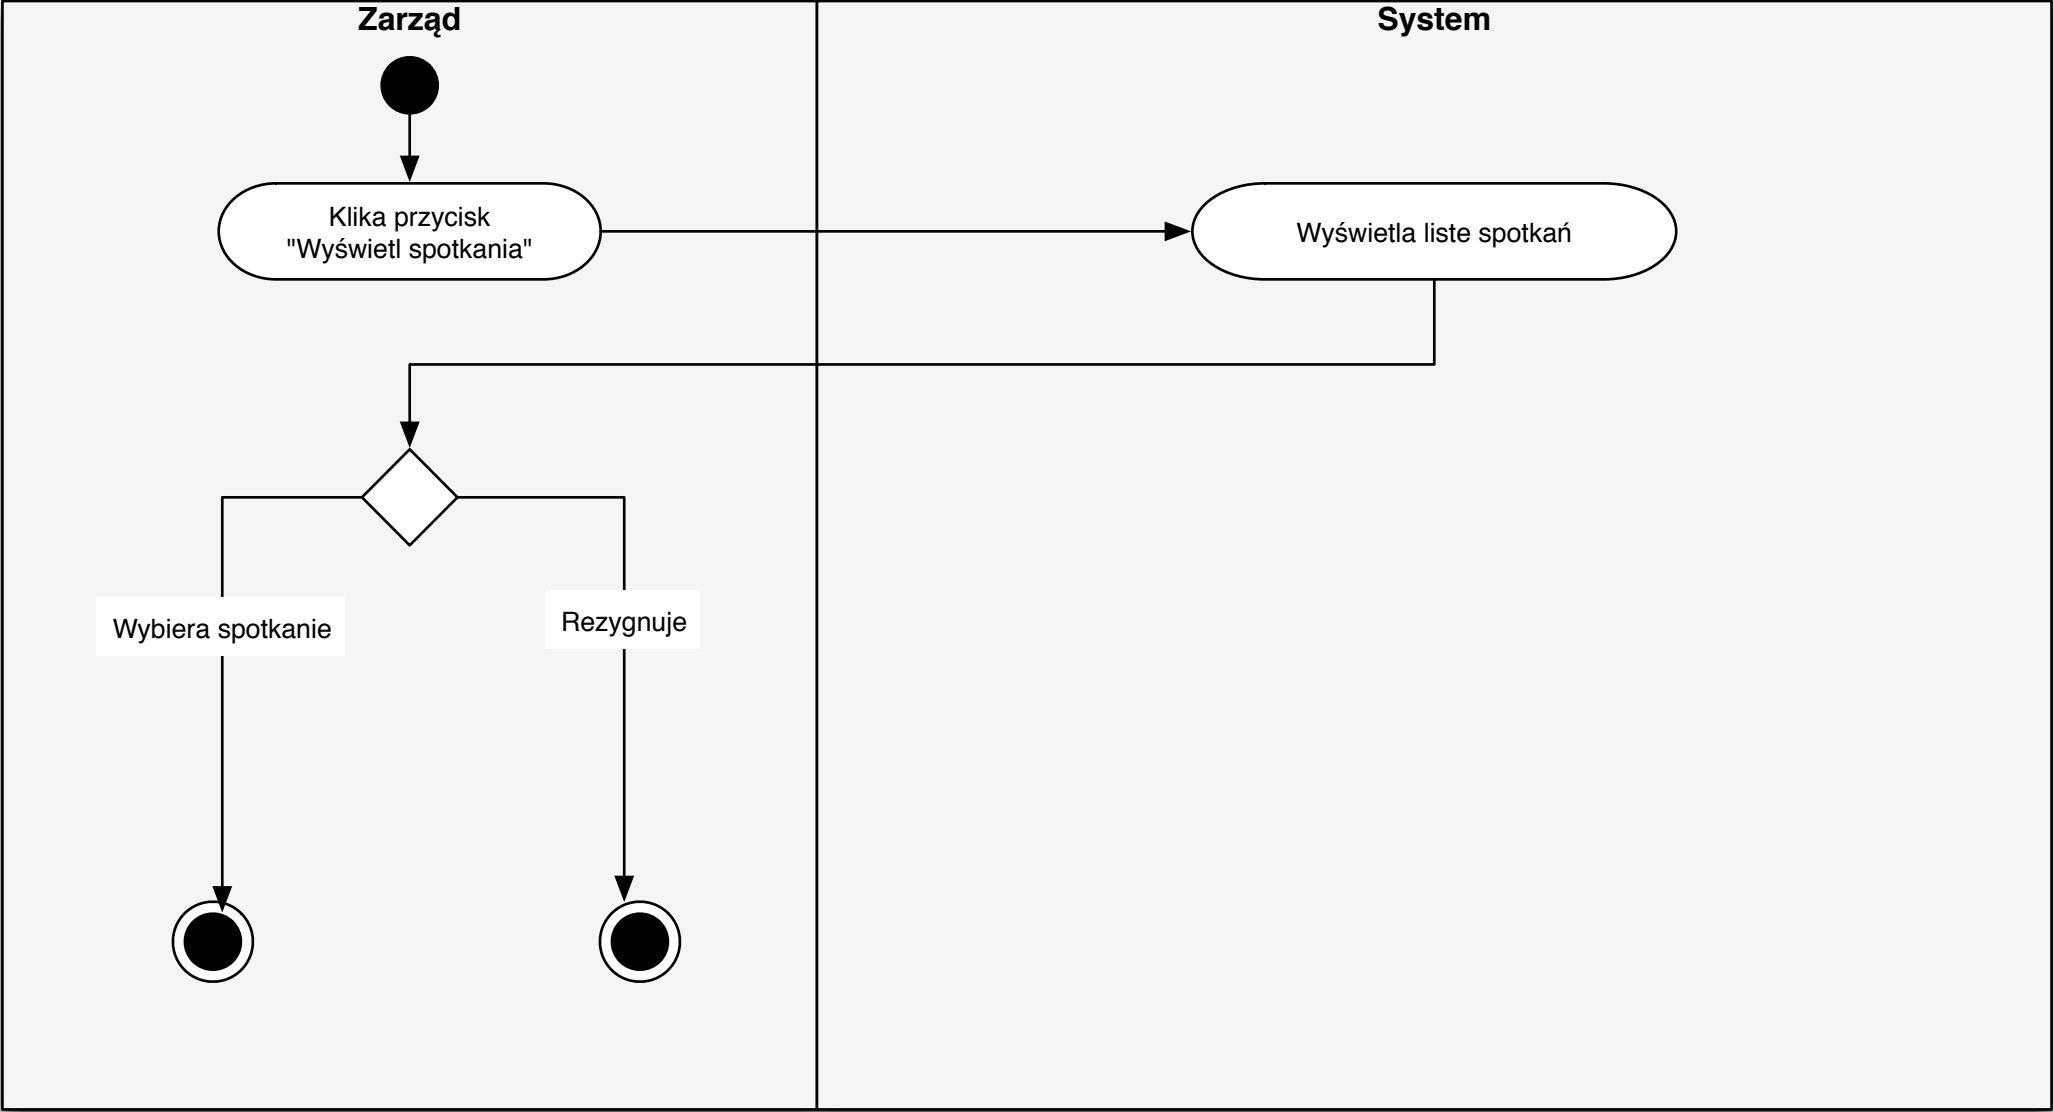 Zarząd
System
Klika przycisk
"Wyświetl spotkania"
Wyświetla liste spotkań
Wybiera spotkanie
Rezygnuje